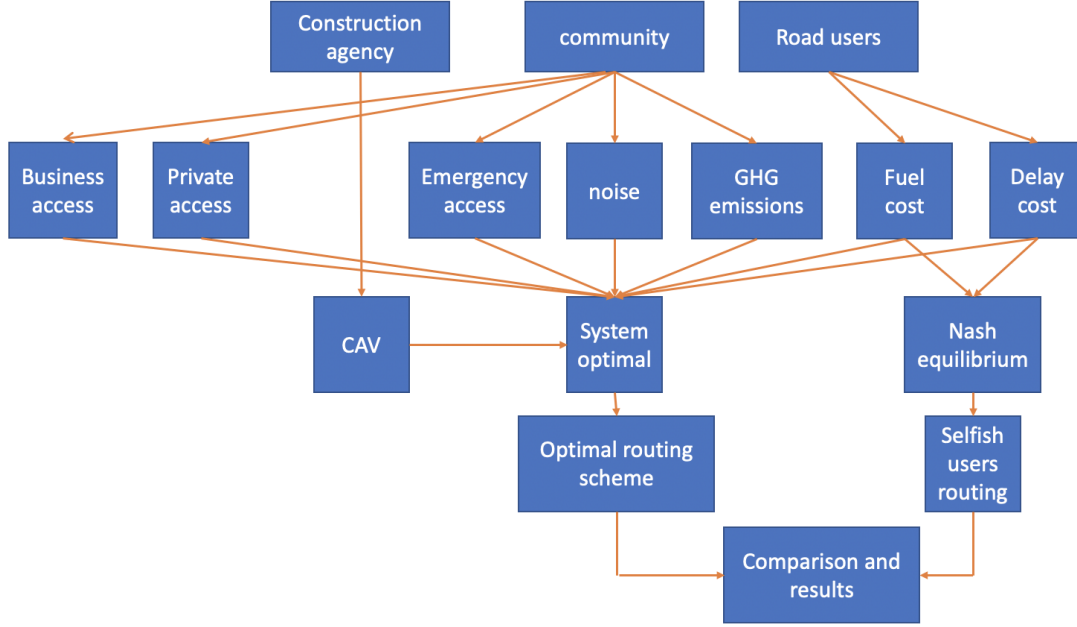 Construction
agency
community
Road users
Business
access
Private
access
Emergency
access
noise
GHG
emissions
Fuel
cost
Delay
cost
CAV
System
optimal
Nash
equilibrium
Optimal routing
scheme
Selfish
users
routing
Comparison and
results